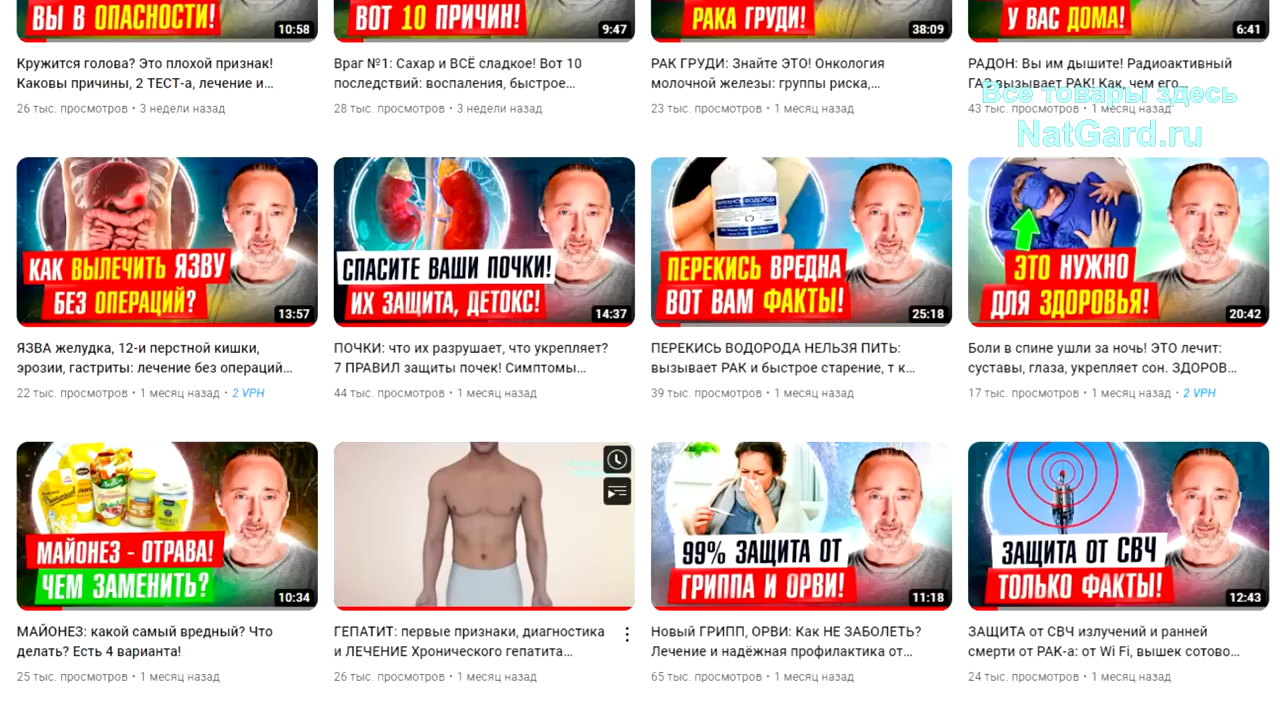 ВЫ В ОПАСНОСТИ!
10:58
ВОТ 10 ПРИЧИН!
9:47
РАКА ГРУДИ!
38:09
У ВАС ДОМА!
6:41
Кружится голова? Это плохой признак!
Каковы причины, 2 ТЕСТ-а, лечение и...
26 тыс. просмотров • 3 недели назад
Враг №1: Сахар и ВСЁ сладкое! Вот 10
последствий: воспаления, быстрое...
28 тыс. просмотров • 3 недели назад
РАК ГРУДИ: Знайте ЭТО! Онкология
молочной железы: группы риска,...
23 тыс. просмотров • 1 месяц назад
РАДОН: Вы им дышите! Радиоактивный
ГАЗ вызывает РАК! Как, чем его...
43 тыс. просмотров • 1 месяц назад
Все товары здесь
NatGard.ru
КАК ВЫЛЕЧИТЬ ЯЗВУ
БЕЗ ОПЕРАЦИЙ?
13:57
СПАСИТЕ ВАШИ ПОЧКИ!
ИХ ЗАЩИТА, ДЕТОКС!
14:37
ПЕРЕКИСЬ ВОДОРОДА
ПЕРЕКИСЬ ВРЕДНА
ВОТ ВАМ ФАКТЫ!
25:18
ЭТО НУЖНО
ДЛЯ ЗДОРОВЬЯ!
20:42
ЯЗВА желудка, 12-и перстной кишки,
эрозии, гастриты: лечение без операций...
22 тыс. просмотров • 1 месяц назад • 2 VPH
ПОЧКИ: что их разрушает, что укрепляет?
7 ПРАВИЛ защиты почек! Симптомы...
44 тыс. просмотров • 1 месяц назад
ПЕРЕКИСЬ ВОДОРОДА НЕЛЬЗЯ ПИТЬ:
вызывает РАК и быстрое старение, т к...
39 тыс. просмотров • 1 месяц назад
Боли в спине ушли за ночь! ЭТО лечит:
суставы, глаза, укрепляет сон. ЗДОРОВ...
17 тыс. просмотров • 1 месяц назад • 2 VPH
МАЙОНЕЗ - ОТРАВА!
ЧЕМ ЗАМЕНИТЬ?
10:34
99% ЗАЩИТА ОТ
ГРИППА И ОРВИ!
11:18
ЗАЩИТА ОТ СВЧ
ТОЛЬКО ФАКТЫ!
12:43
МАЙОНЕЗ: какой самый вредный? Что
делать? Есть 4 варианта!
25 тыс. просмотров • 1 месяц назад
ГЕПАТИТ: первые признаки, диагностика
и ЛЕЧЕНИЕ Хронического гепатита...
26 тыс. просмотров • 1 месяц назад
Новый ГРИПП, ОРВИ: Как НЕ ЗАБОЛЕТЬ?
Лечение и надёжная профилактика от...
65 тыс. просмотров • 1 месяц назад
ЗАЩИТА от СВЧ излучений и ранней
смерти от РАК-а: от Wi Fi, вышек сотово...
24 тыс. просмотров • 1 месяц назад